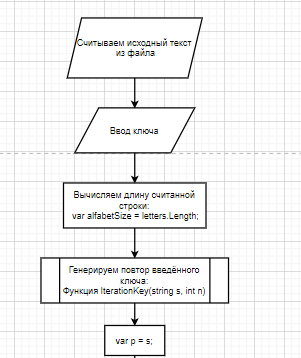 Считываем исходный текст
из файла
Ввод ключа
Вычисляем длину считанной
строки:
var alfabetSize = letters.Length;
Генерируем повтор введённого
ключа:
Функция IterationKey(string s, int n)
var p = s;